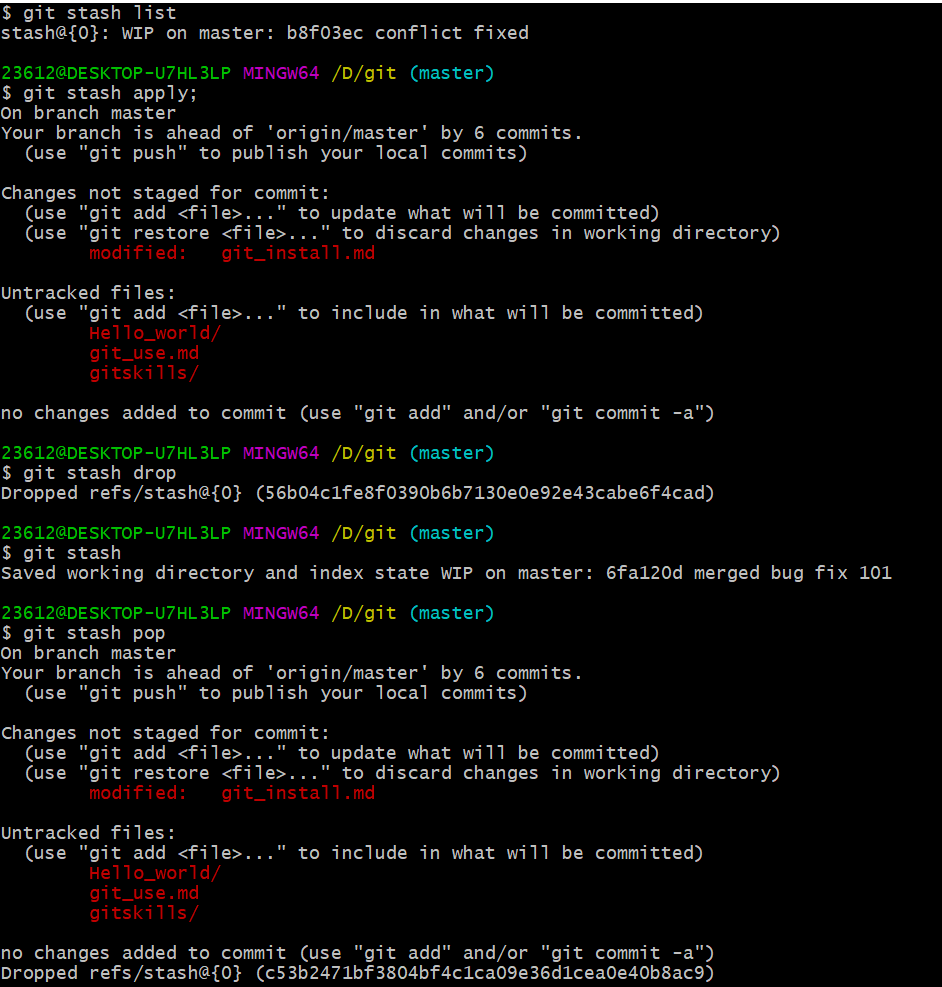 $ git stash list
stash@{0}: WIP on master: b8f03ec conflict fixed
23612@DESKTOP-U7HL3LP MINGW64 /D/git (master)
$ git stash apply;
On branch master
Your branch is ahead of 'origin/master' by 6 commits.
  (use "git push" to publish your local commits)
Changes not staged for commit:
  (use "git add <file>..." to update what will be committed)
  (use "git restore <file>..." to discard changes in working directory)
        modified:   git_install.md
Untracked files:
  (use "git add <file>..." to include in what will be committed)
        Hello_world/
        git_use.md
        gitskills/
no changes added to commit (use "git add" and/or "git commit -a")
23612@DESKTOP-U7HL3LP MINGW64 /D/git (master)
$ git stash drop
Dropped refs/stash@{0} (56b04c1fe8f0390b6b7130e0e92e43cabe6f4cad)
23612@DESKTOP-U7HL3LP MINGW64 /D/git (master)
$ git stash
Saved working directory and index state WIP on master: 6fa120d merged bug fix 101
23612@DESKTOP-U7HL3LP MINGW64 /D/git (master)
$ git stash pop
On branch master
Your branch is ahead of 'origin/master' by 6 commits.
  (use "git push" to publish your local commits)
Changes not staged for commit:
  (use "git add <file>..." to update what will be committed)
  (use "git restore <file>..." to discard changes in working directory)
        modified:   git_install.md
Untracked files:
  (use "git add <file>..." to include in what will be committed)
        Hello_world/
        git_use.md
        gitskills/
no changes added to commit (use "git add" and/or "git commit -a")
Dropped refs/stash@{0} (c53b2471bf3804bf4c1ca09e36d1cea0e40b8ac9)